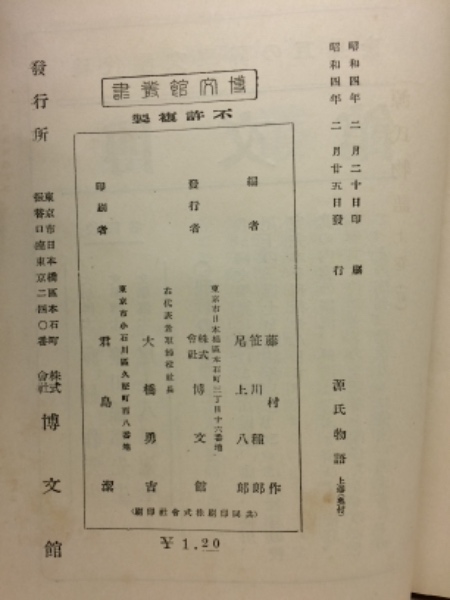 昭和四年二月二十日印刷
昭和四年二月廿五日發行
源氏物語 上卷(奥付)
博文館叢書
不許複製
編者
藤村作
笹川種郎
尾上八郎
發行者
東京市日本橋區本石町三丁目十六番地
株式會社 博文館
右代表者取締役社長
大橋勇吉
印刷者
東京市小石川區久堅町百八番地
君島潔
(共同印刷株式會社印刷)
¥1.20
發行所
東京市日本橋區本石町
振替口座東京二四〇番
株式會社 博文館